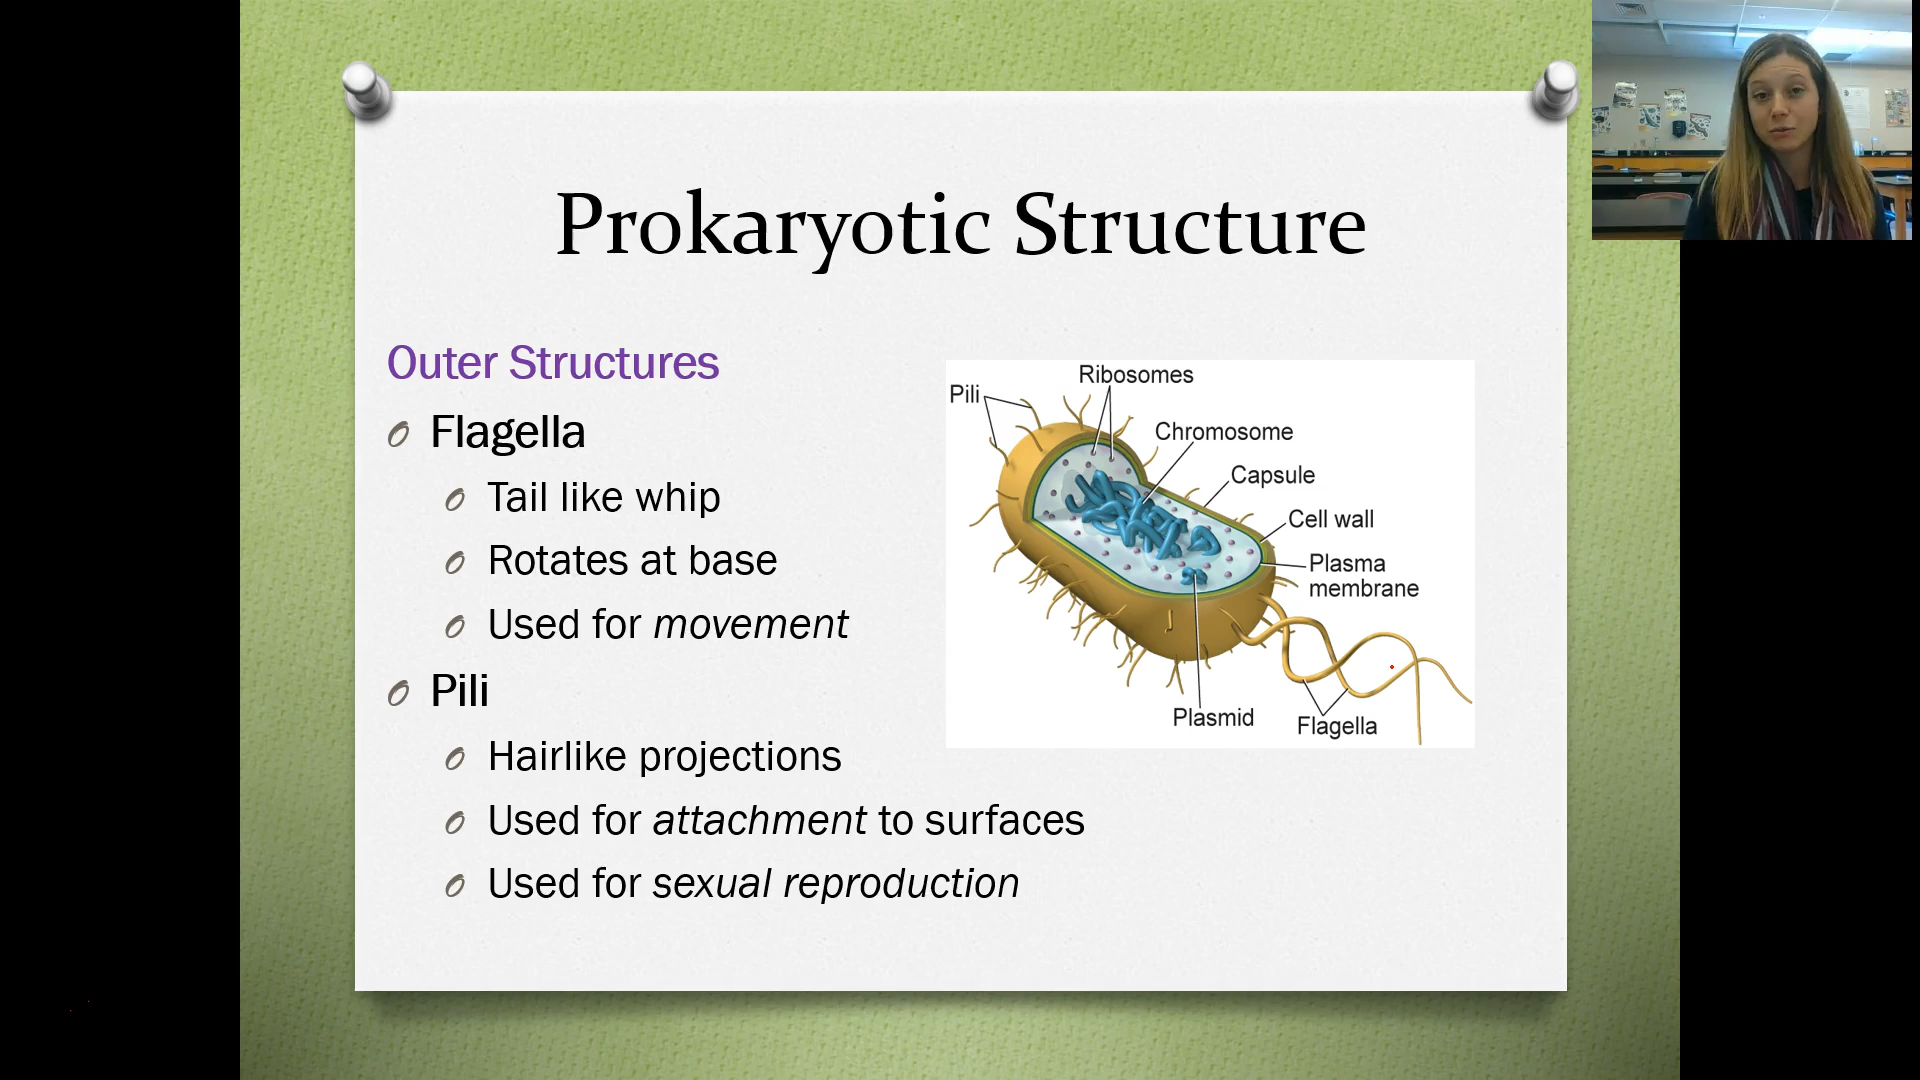 Prokaryotic Structure
Outer Structures
Flagella
Tail like whip
Rotates at base
Used for movement
Pili
Hairlike projections
Used for attachment to surfaces
Used for sexual reproduction
Ribosomes
Pili
Chromosome
Capsule
Cell wall
Plasma
membrane
Plasmid
Flagella